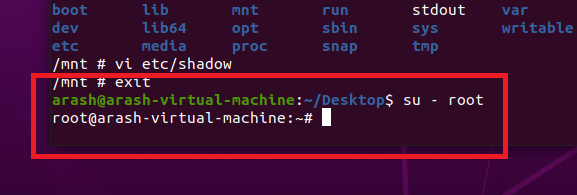 boot lib mnt run stdout var
dev lib64 opt sbin sys writable
etc media proc snap tmp
/mnt # vi etc/shadow
/mnt # exit
arash@arash-virtual-machine:~/Desktop$ su - root
root@arash-virtual-machine:~#